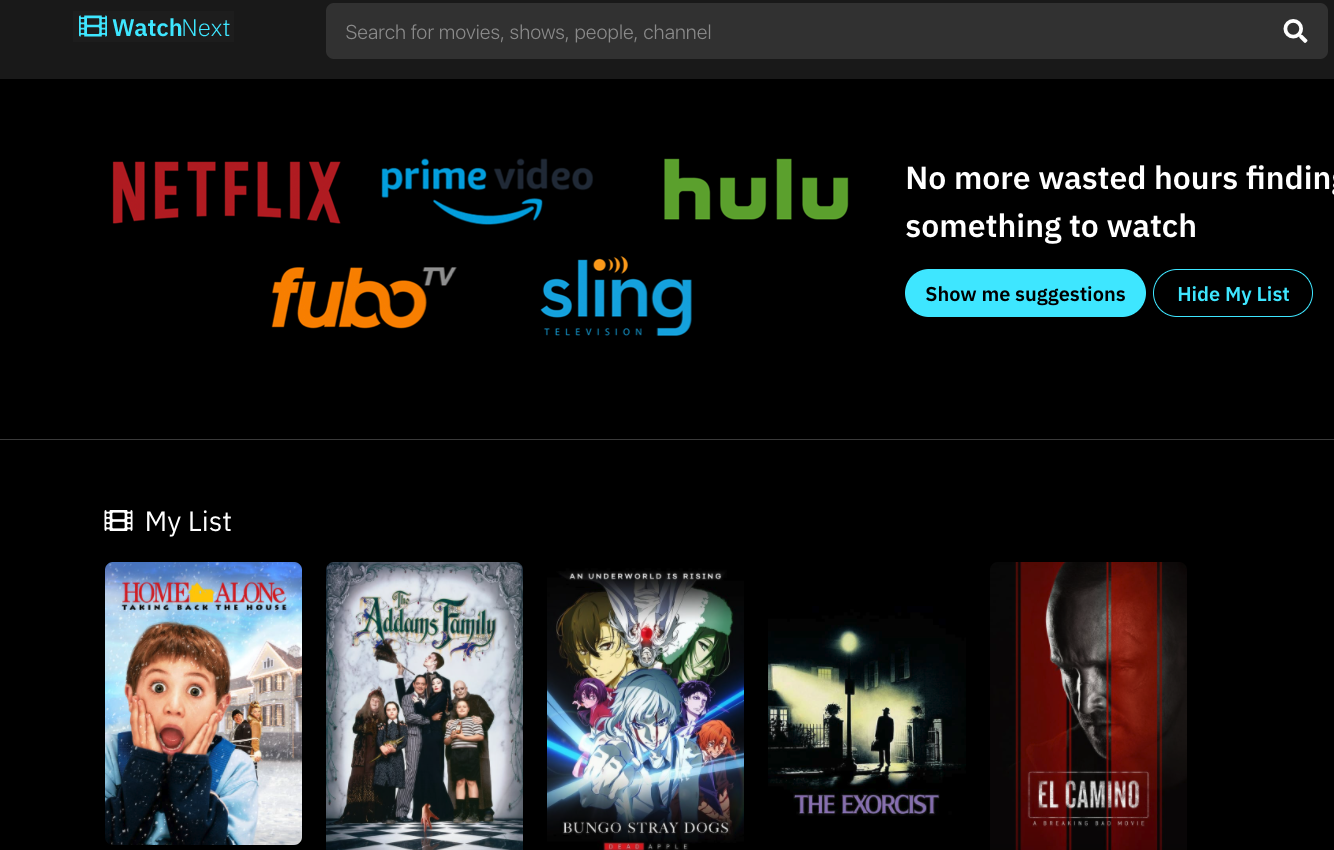 WatchNext
Search for movies, shows, people, channel
NETFLIX
prime video
hulu
fubo TV
sling
TELEVISION
No more wasted hours finding
something to watch
Show me suggestions
Hide My List
My List
HOME ALONe
TAKING BACK THE HOUSE
The
Addams Family
AN UNDERWORLD IS RISING
BUNGO STRAY DOGS
DEAD APPLE
THE EXORCIST
EL CAMINO
A BREAKING BAD MOVIE